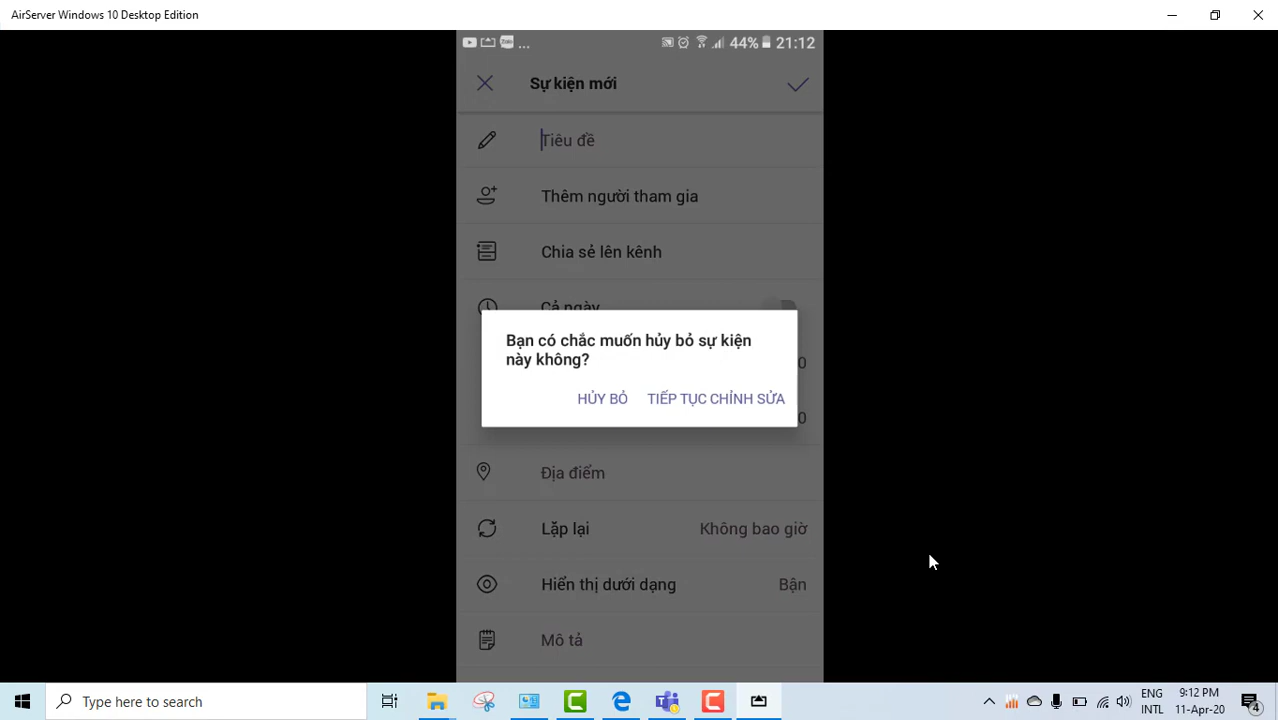 AirServer Windows 10 Desktop Edition
... 44% 21:12
Sự kiện mới
Tiêu đề
Thêm người tham gia
Chia sẻ lên kênh
Cả ngày
Bạn có chắc muốn hủy bỏ sự kiện
này không?
0
HỦY BỎ TIẾP TỤC CHỈNH SỬA
0
Địa điểm
Lặp lại Không bao giờ
Hiển thị dưới dạng Bận
Mô tả
Type here to search
ENG
INTL
9:12 PM
11-Apr-20
4